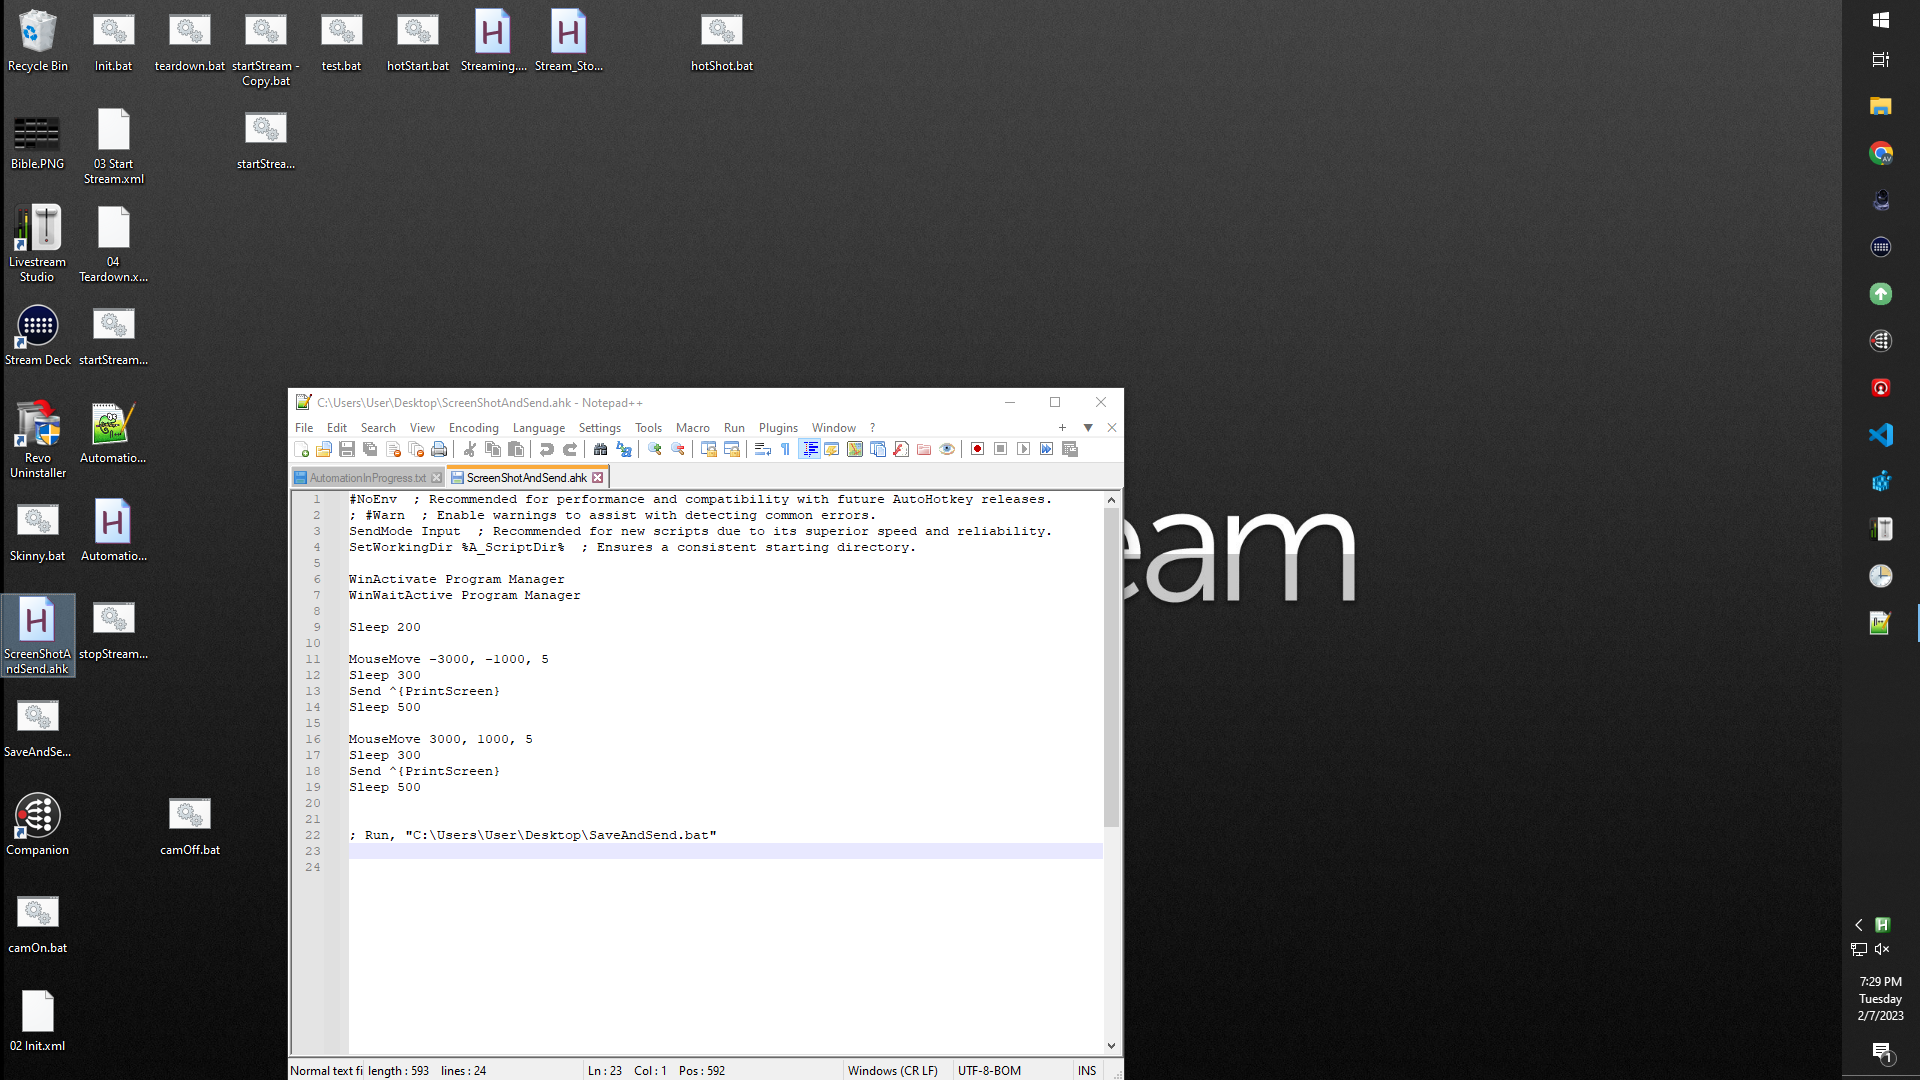 Recycle Bin
Init.bat
teardown.bat
startStream -
Copy.bat
test.bat
hotStart.bat
Streaming....
Stream_Sto...
hotShot.bat
Bible.PNG
03 Start
Stream.xml
startStrea...
Livestream
Studio
04
Teardown.x...
Stream Deck
startStream...
Revo
Uninstaller
Automatio...
Skinny.bat
Automatio...
ScreenShotA
ndSend.ahk
stopStream...
SaveAndSe...
Companion
camOff.bat
camOn.bat
02 Init.xml
C:\Users\User\Desktop\ScreenShotAndSend.ahk - Notepad++
File Edit Search View Encoding Language Settings Tools Macro Run Plugins Window ?
AutomationInProgress.txt
ScreenShotAndSend.ahk
1 #NoEnv  ; Recommended for performance and compatibility with future AutoHotkey releases.
2 ; #Warn  ; Enable warnings to assist with detecting common errors.
3 SendMode Input  ; Recommended for new scripts due to its superior speed and reliability.
4 SetWorkingDir %A_ScriptDir%  ; Ensures a consistent starting directory.
5
6 WinActivate Program Manager
7 WinWaitActive Program Manager
8
9 Sleep 200
10
11 MouseMove -3000, -1000, 5
12 Sleep 300
13 Send ^{PrintScreen}
14 Sleep 500
15
16 MouseMove 3000, 1000, 5
17 Sleep 300
18 Send ^{PrintScreen}
19 Sleep 500
20
21
22 ; Run, "C:\Users\User\Desktop\SaveAndSend.bat"
23
24
Normal text fi length : 593 lines : 24 Ln : 23 Col : 1 Pos : 592 Windows (CR LF) UTF-8-BOM INS
eam
7:29 PM
Tuesday
2/7/2023
1